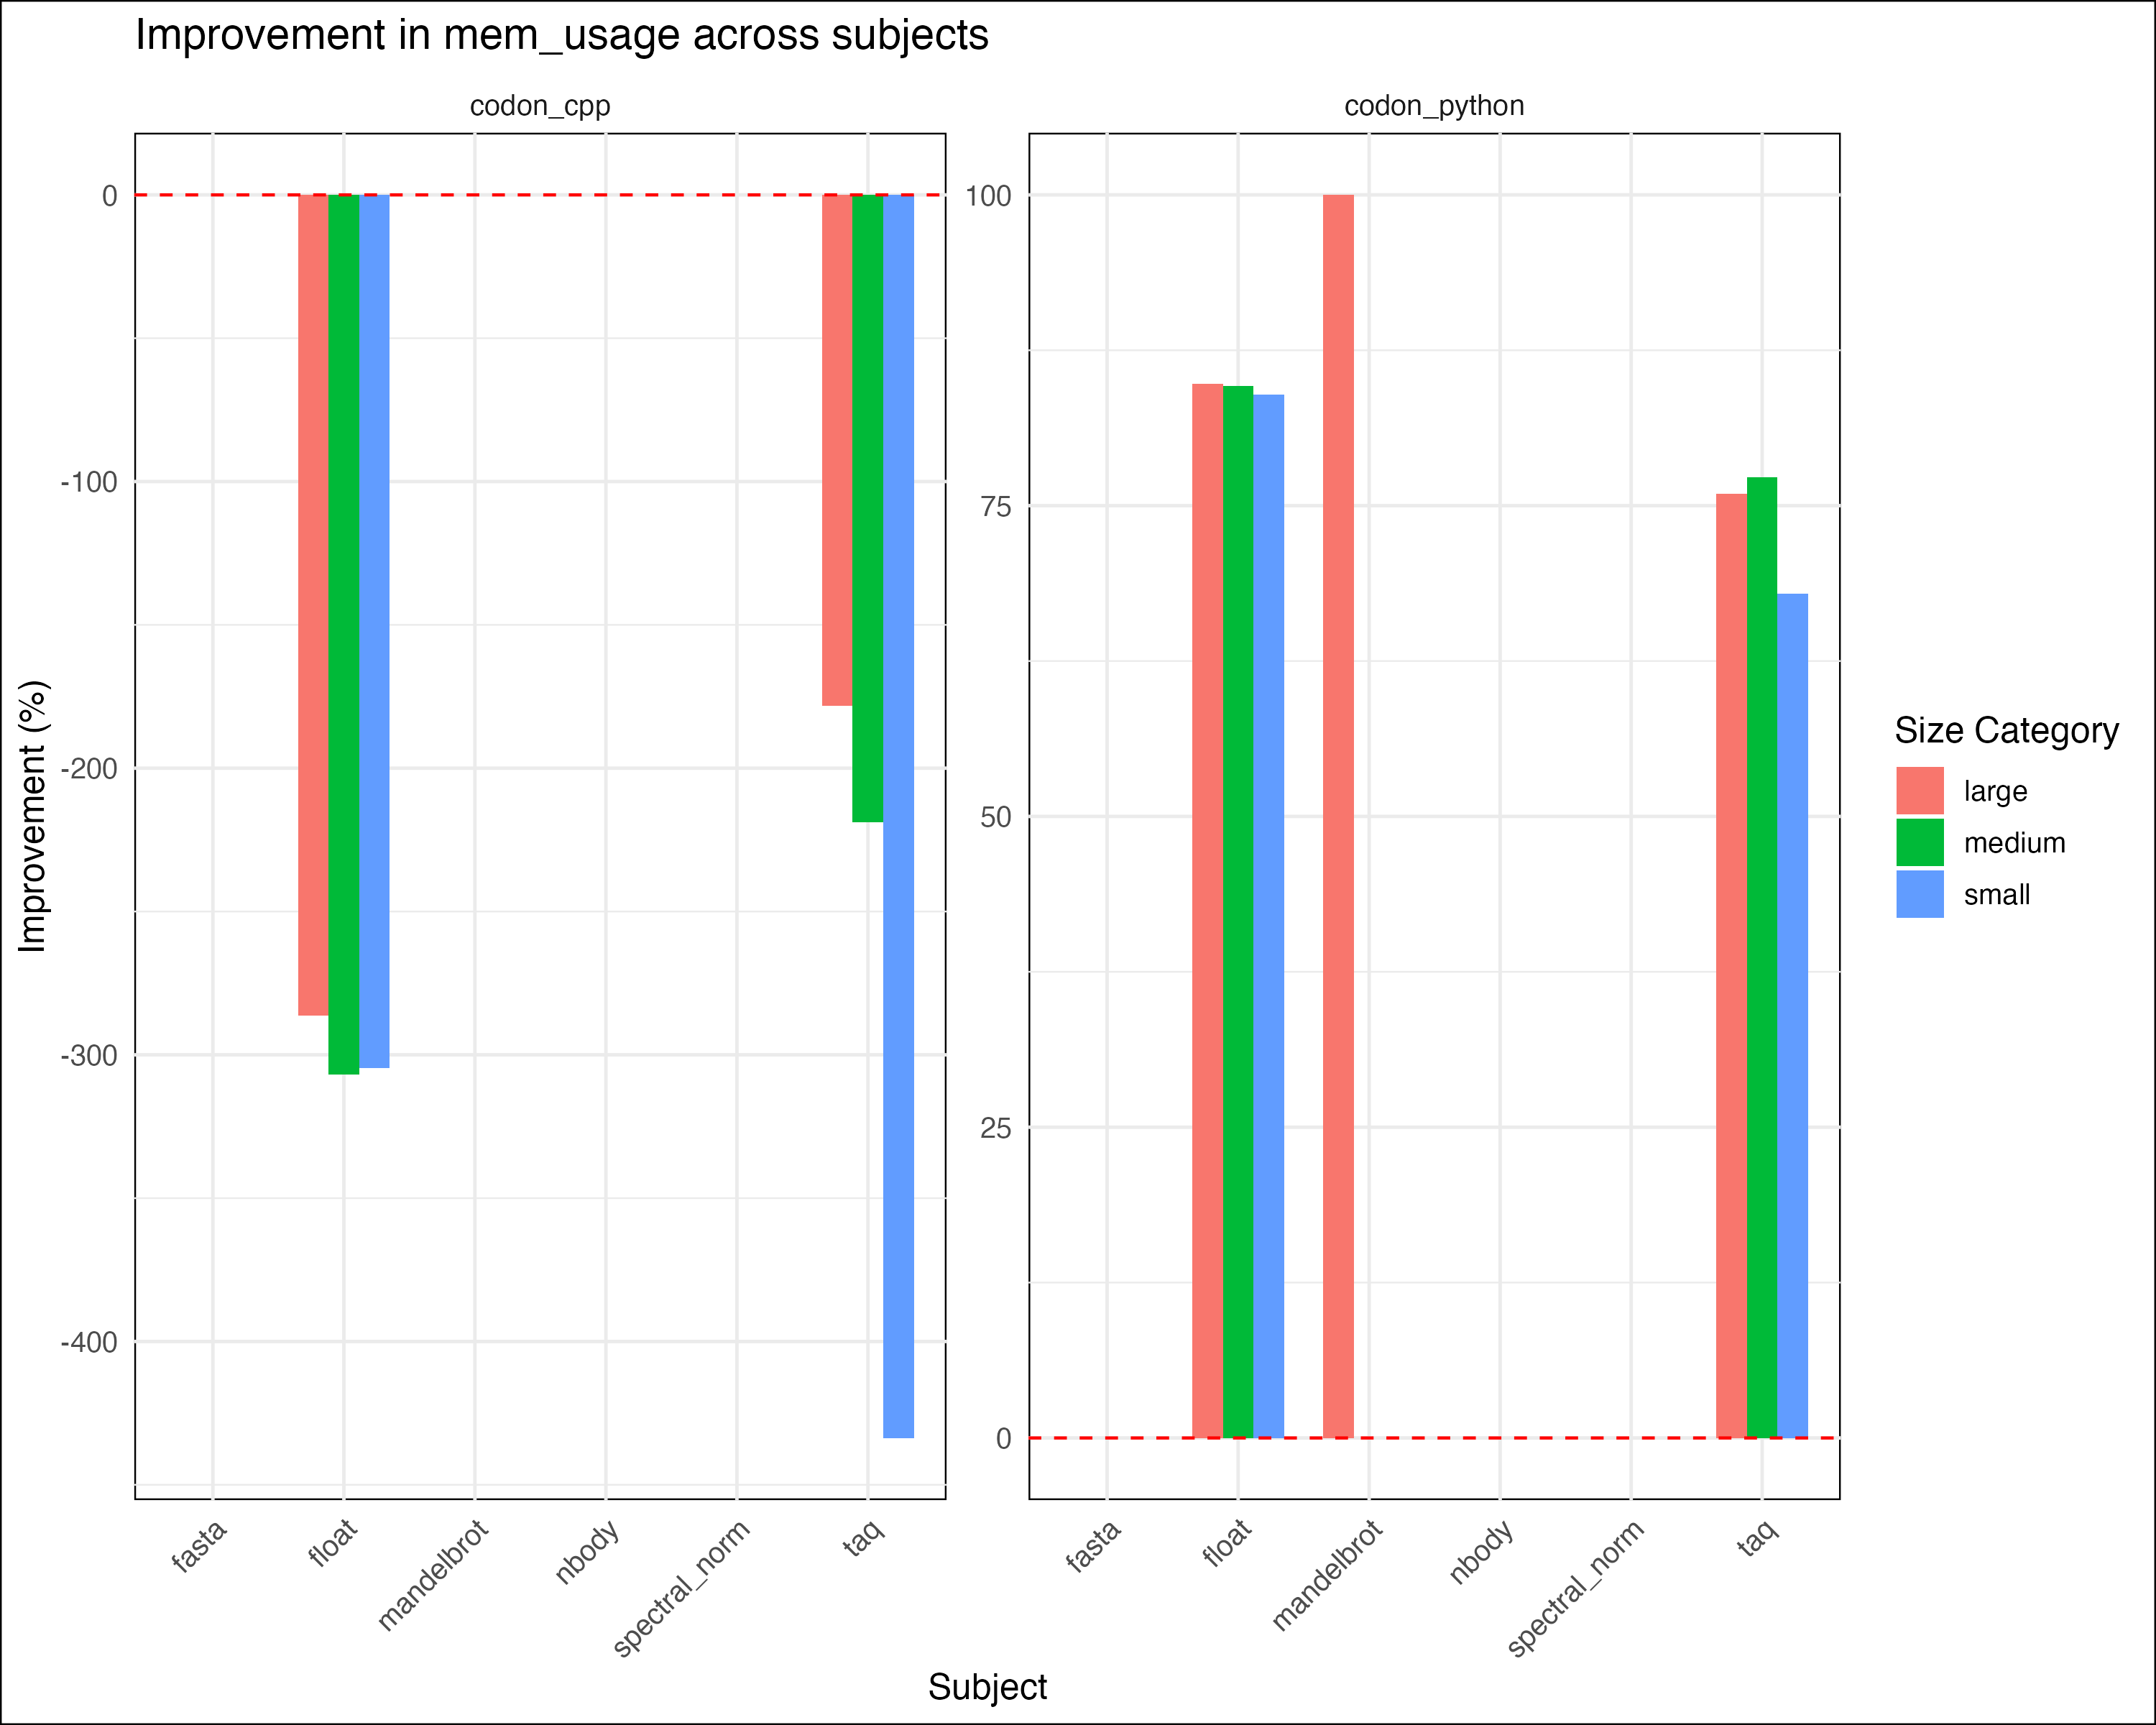 Improvement in mem_usage across subjects
codon_cpp
codon_python
Improvement (%)
0
-100
-200
-300
-400
100
75
50
25
0
fasta
float
mandelbrot
nbody
spectral_norm
taq
fasta
float
mandelbrot
nbody
spectral_norm
taq
Subject
Size Category
large
medium
small